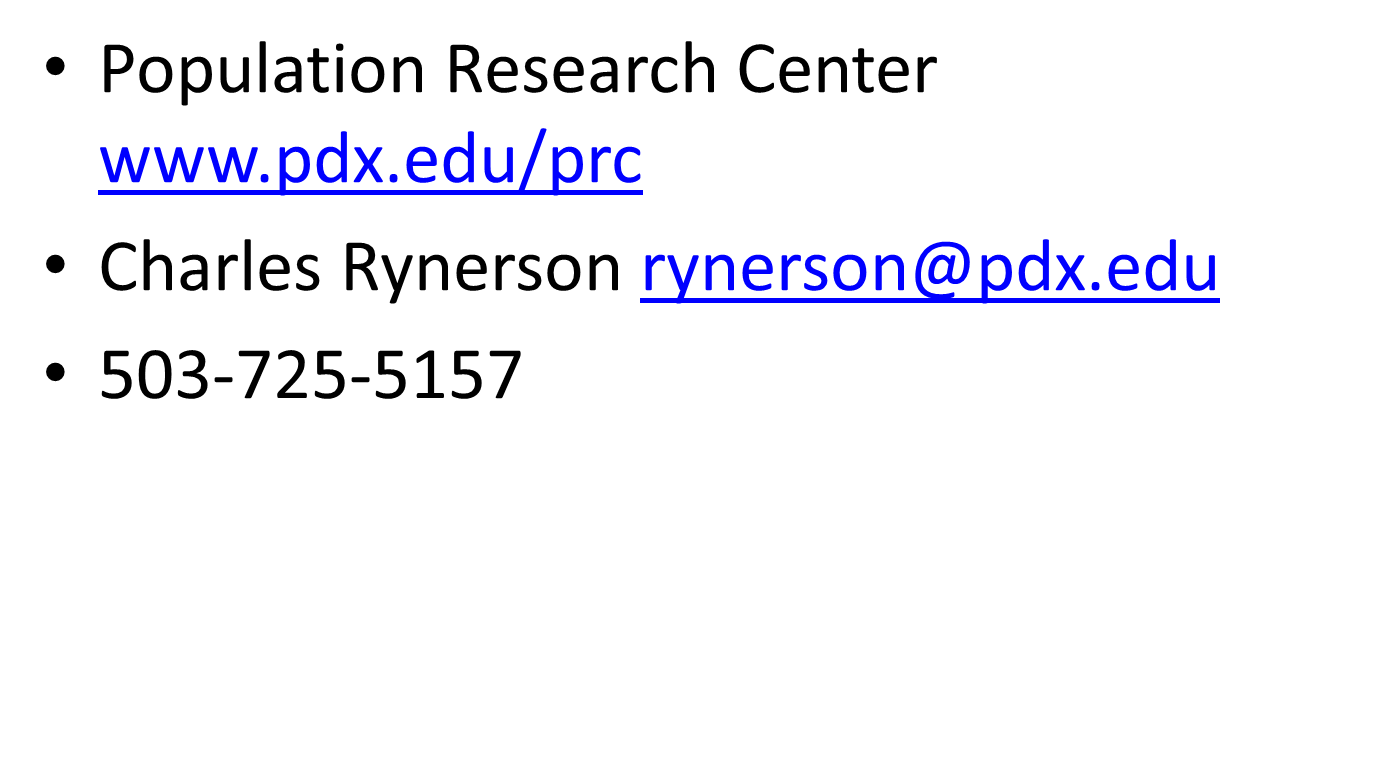 • Population Research Center
www.pdx.edu/prc
• Charles Rynerson rynerson@pdx.edu
• 503-725-5157